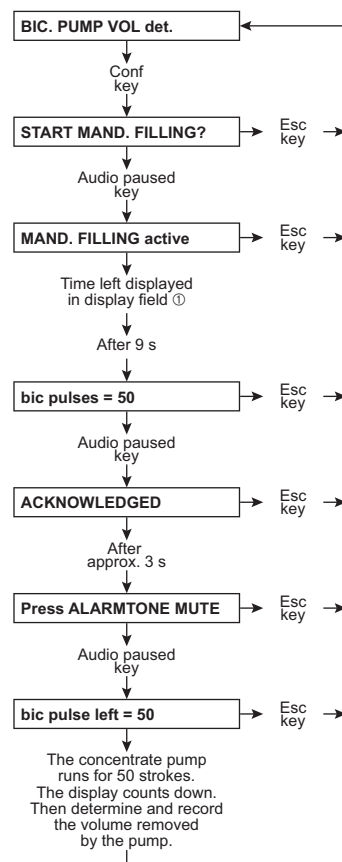 BIC. PUMP VOL det.
Conf
key
START MAND. FILLING?
Esc
key
Audio paused
key
MAND. FILLING active
Esc
key
Time left displayed
in display field ①
After 9 s
bic pulses = 50
Esc
key
Audio paused
key
ACKNOWLEDGED
Esc
key
After
approx. 3 s
Press ALARMTONE MUTE
Esc
key
Audio paused
key
bic pulse left = 50
Esc
key
The concentrate pump
runs for 50 strokes.
The display counts down.
Then determine and record
the volume removed
by the pump.